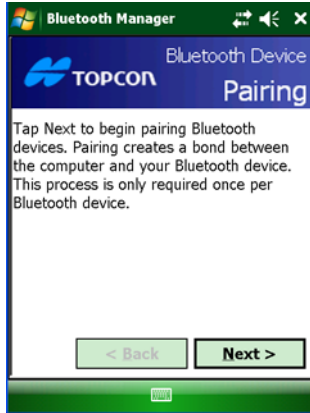 Bluetooth Manager
Bluetooth Device
TOPCON
Pairing
Tap Next to begin pairing Bluetooth
devices. Pairing creates a bond between
the computer and your Bluetooth device.
This process is only required once per
Bluetooth device.
< Back
Next >